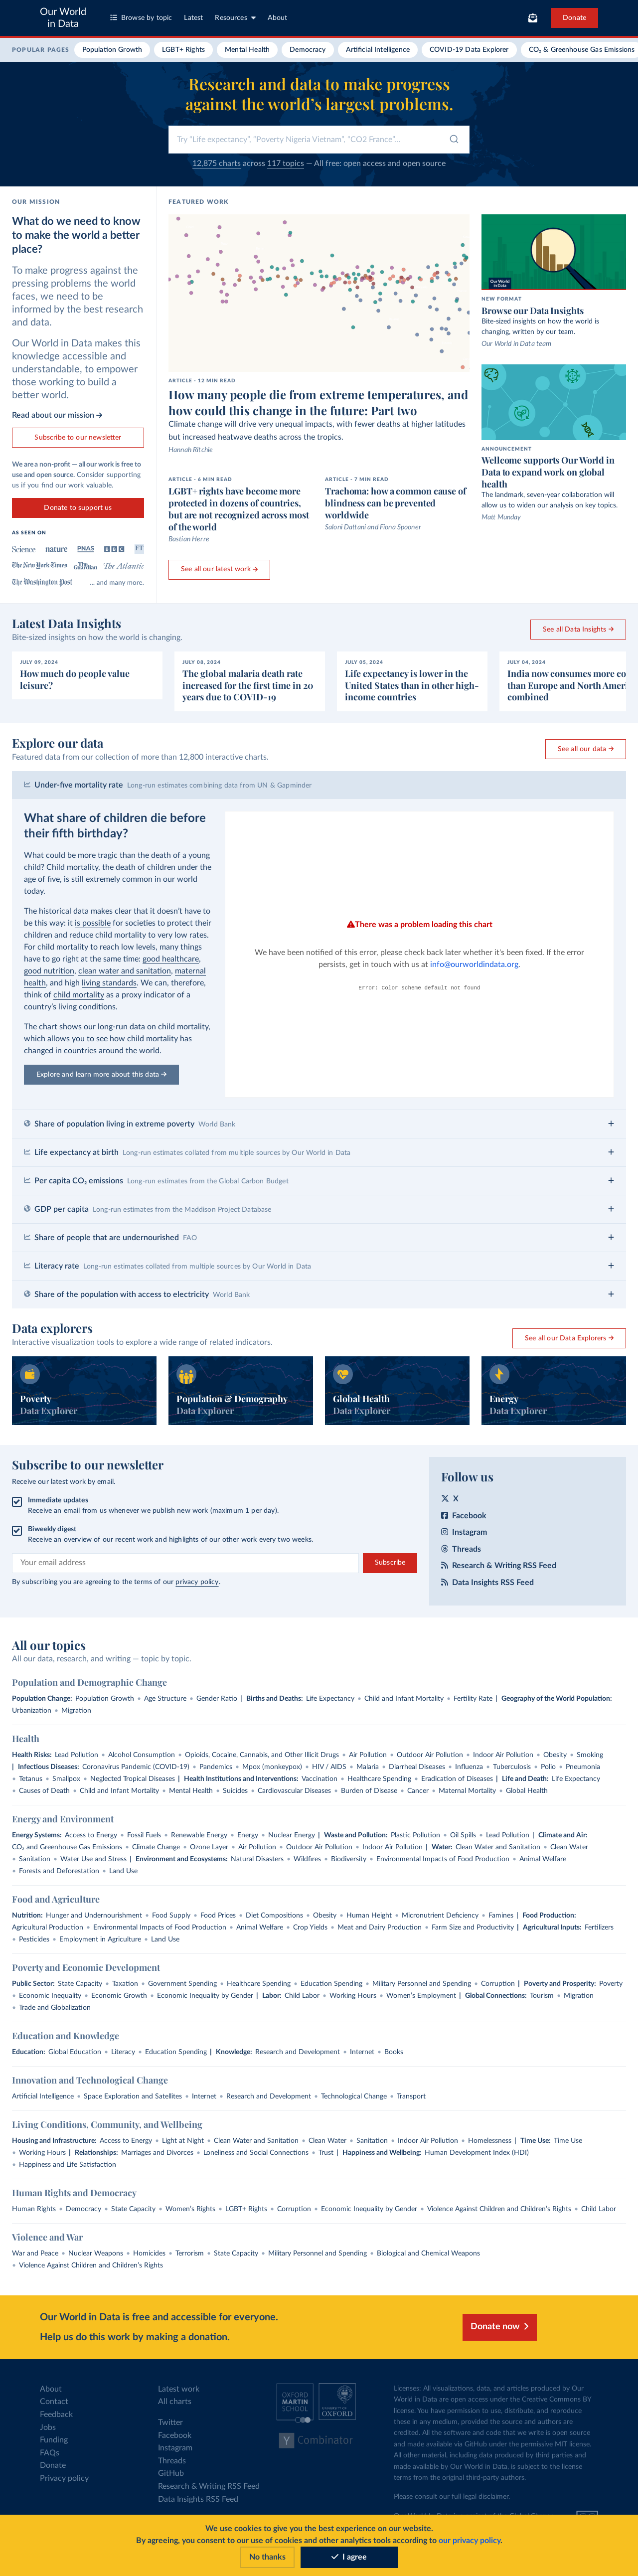 Our World
in Data
Browse by topic
Latest
Resources
About
Donate
POPULAR PAGES
Population Growth
LGBT+ Rights
Mental Health
Democracy
Artificial Intelligence
COVID-19 Data Explorer
CO₂ & Greenhouse Gas Emissions
Research and data to make progress
against the world's largest problems.
Try "Life expectancy", "Poverty Nigeria Vietnam", "CO2 France"...
12,875 charts across 117 topics — All free: open access and open source
OUR MISSION
What do we need to know
to make the world a better
place?
To make progress against the
pressing problems the world
faces, we need to be
informed by the best research
and data.
Our World in Data makes this
knowledge accessible and
understandable, to empower
those working to build a
better world.
Read about our mission →
Subscribe to our newsletter
We are a non-profit — all our work is free to
use and open source. Consider supporting
us if you find our work valuable.
Donate to support us
AS SEEN ON
Science
nature
PNAS
BBC
FT
The New York Times
The Guardian
The Atlantic
The Washington Post
... and many more.
FEATURED WORK
ARTICLE - 12 MIN READ
How many people die from extreme temperatures, and
how could this change in the future: Part two
Climate change will drive very unequal impacts, with fewer deaths at higher latitudes
but increased heatwave deaths across the tropics.
Hannah Ritchie
ARTICLE - 6 MIN READ
LGBT+ rights have become more
protected in dozens of countries,
but are not recognized across most
of the world
Bastian Herre
ARTICLE - 7 MIN READ
Trachoma: how a common cause of
blindness can be prevented
worldwide
Saloni Dattani and Fiona Spooner
See all our latest work →
Our World
in Data
NEW FORMAT
Browse our Data Insights
Bite-sized insights on how the world is
changing, written by our team.
Our World in Data team
ANNOUNCEMENT
Wellcome supports Our World in
Data to expand work on global
health
The landmark, seven-year collaboration will
allow us to widen our analysis on key topics.
Matt Munday
Latest Data Insights
Bite-sized insights on how the world is changing.
See all Data Insights →
JULY 09, 2024
How much do people value
leisure?
JULY 08, 2024
The global malaria death rate
increased for the first time in 20
years due to COVID-19
JULY 05, 2024
Life expectancy is lower in the
United States than in other high-
income countries
JULY 04, 2024
India now consumes more co
than Europe and North Ameri
combined
Explore our data
Featured data from our collection of more than 12,800 interactive charts.
See all our data →
Under-five mortality rate Long-run estimates combining data from UN & Gapminder
What share of children die before
their fifth birthday?
What could be more tragic than the death of a young
child? Child mortality, the death of children under the
age of five, is still extremely common in our world
today.
The historical data makes clear that it doesn't have to
be this way: it is possible for societies to protect their
children and reduce child mortality to very low rates.
For child mortality to reach low levels, many things
have to go right at the same time: good healthcare,
good nutrition, clean water and sanitation, maternal
health, and high living standards. We can, therefore,
think of child mortality as a proxy indicator of a
country's living conditions.
The chart shows our long-run data on child mortality,
which allows you to see how child mortality has
changed in countries around the world.
Explore and learn more about this data →
There was a problem loading this chart
We have been notified of this error, please check back later whether it's been fixed. If the error
persists, get in touch with us at info@ourworldindata.org.
Error: Color scheme default not found
Share of population living in extreme poverty World Bank +
Life expectancy at birth Long-run estimates collated from multiple sources by Our World in Data +
Per capita CO₂ emissions Long-run estimates from the Global Carbon Budget +
GDP per capita Long-run estimates from the Maddison Project Database +
Share of people that are undernourished FAO +
Literacy rate Long-run estimates collated from multiple sources by Our World in Data +
Share of the population with access to electricity World Bank +
Data explorers
Interactive visualization tools to explore a wide range of related indicators.
See all our Data Explorers →
Poverty
Data Explorer
Population & Demography
Data Explorer
Global Health
Data Explorer
Energy
Data Explorer
Subscribe to our newsletter
Receive our latest work by email.
Immediate updates
Receive an email from us whenever we publish new work (maximum 1 per day).
Biweekly digest
Receive an overview of our recent work and highlights of our other work every two weeks.
Your email address
Subscribe
By subscribing you are agreeing to the terms of our privacy policy.
Follow us
X
Facebook
Instagram
Threads
Research & Writing RSS Feed
Data Insights RSS Feed
All our topics
All our data, research, and writing — topic by topic.
Population and Demographic Change
Population Change: Population Growth • Age Structure • Gender Ratio | Births and Deaths: Life Expectancy • Child and Infant Mortality • Fertility Rate | Geography of the World Population:
Urbanization • Migration
Health
Health Risks: Lead Pollution • Alcohol Consumption • Opioids, Cocaine, Cannabis, and Other Illicit Drugs • Air Pollution • Outdoor Air Pollution • Indoor Air Pollution • Obesity • Smoking
| Infectious Diseases: Coronavirus Pandemic (COVID-19) • Pandemics • Mpox (monkeypox) • HIV / AIDS • Malaria • Diarrheal Diseases • Influenza • Tuberculosis • Polio • Pneumonia
• Tetanus • Smallpox • Neglected Tropical Diseases | Health Institutions and Interventions: Vaccination • Healthcare Spending • Eradication of Diseases | Life and Death: Life Expectancy
• Causes of Death • Child and Infant Mortality • Mental Health • Suicides • Cardiovascular Diseases • Burden of Disease • Cancer • Maternal Mortality • Global Health
Energy and Environment
Energy Systems: Access to Energy • Fossil Fuels • Renewable Energy • Energy • Nuclear Energy | Waste and Pollution: Plastic Pollution • Oil Spills • Lead Pollution | Climate and Air:
CO₂ and Greenhouse Gas Emissions • Climate Change • Ozone Layer • Air Pollution • Outdoor Air Pollution • Indoor Air Pollution | Water: Clean Water and Sanitation • Clean Water
• Sanitation • Water Use and Stress | Environment and Ecosystems: Natural Disasters • Wildfires • Biodiversity • Environmental Impacts of Food Production • Animal Welfare
• Forests and Deforestation • Land Use
Food and Agriculture
Nutrition: Hunger and Undernourishment • Food Supply • Food Prices • Diet Compositions • Obesity • Human Height • Micronutrient Deficiency • Famines | Food Production:
Agricultural Production • Environmental Impacts of Food Production • Animal Welfare • Crop Yields • Meat and Dairy Production • Farm Size and Productivity | Agricultural Inputs: Fertilizers
• Pesticides • Employment in Agriculture • Land Use
Poverty and Economic Development
Public Sector: State Capacity • Taxation • Government Spending • Healthcare Spending • Education Spending • Military Personnel and Spending • Corruption | Poverty and Prosperity: Poverty
• Economic Inequality • Economic Growth • Economic Inequality by Gender | Labor: Child Labor • Working Hours • Women's Employment | Global Connections: Tourism • Migration
• Trade and Globalization
Education and Knowledge
Education: Global Education • Literacy • Education Spending | Knowledge: Research and Development • Internet • Books
Innovation and Technological Change
Artificial Intelligence • Space Exploration and Satellites • Internet • Research and Development • Technological Change • Transport
Living Conditions, Community, and Wellbeing
Housing and Infrastructure: Access to Energy • Light at Night • Clean Water and Sanitation • Clean Water • Sanitation • Indoor Air Pollution • Homelessness | Time Use: Time Use
• Working Hours | Relationships: Marriages and Divorces • Loneliness and Social Connections • Trust | Happiness and Wellbeing: Human Development Index (HDI)
• Happiness and Life Satisfaction
Human Rights and Democracy
Human Rights • Democracy • State Capacity • Women's Rights • LGBT+ Rights • Corruption • Economic Inequality by Gender • Violence Against Children and Children's Rights • Child Labor
Violence and War
War and Peace • Nuclear Weapons • Homicides • Terrorism • State Capacity • Military Personnel and Spending • Biological and Chemical Weapons
• Violence Against Children and Children's Rights
Our World in Data is free and accessible for everyone.
Help us do this work by making a donation.
Donate now
About
Contact
Feedback
Jobs
Funding
FAQs
Donate
Privacy policy
Latest work
All charts
Twitter
Facebook
Instagram
Threads
GitHub
Research & Writing RSS Feed
Data Insights RSS Feed
OXFORD
MARTIN
SCHOOL
UNIVERSITY OF
OXFORD
Y Combinator
Licenses: All visualizations, data, and articles produced by Our
World in Data are open access under the Creative Commons BY
license. You have permission to use, distribute, and reproduce
these in any medium, provided the source and authors are
credited. All the software and code that we write is open source
and made available via GitHub under the permissive MIT license.
All other material, including data produced by third parties and
made available by Our World in Data, is subject to the license
terms from the original third-party authors.
Please consult our full legal disclaimer.
We use cookies to give you the best experience on our website.
By agreeing, you consent to our use of cookies and other analytics tools according to our privacy policy.
No thanks
I agree